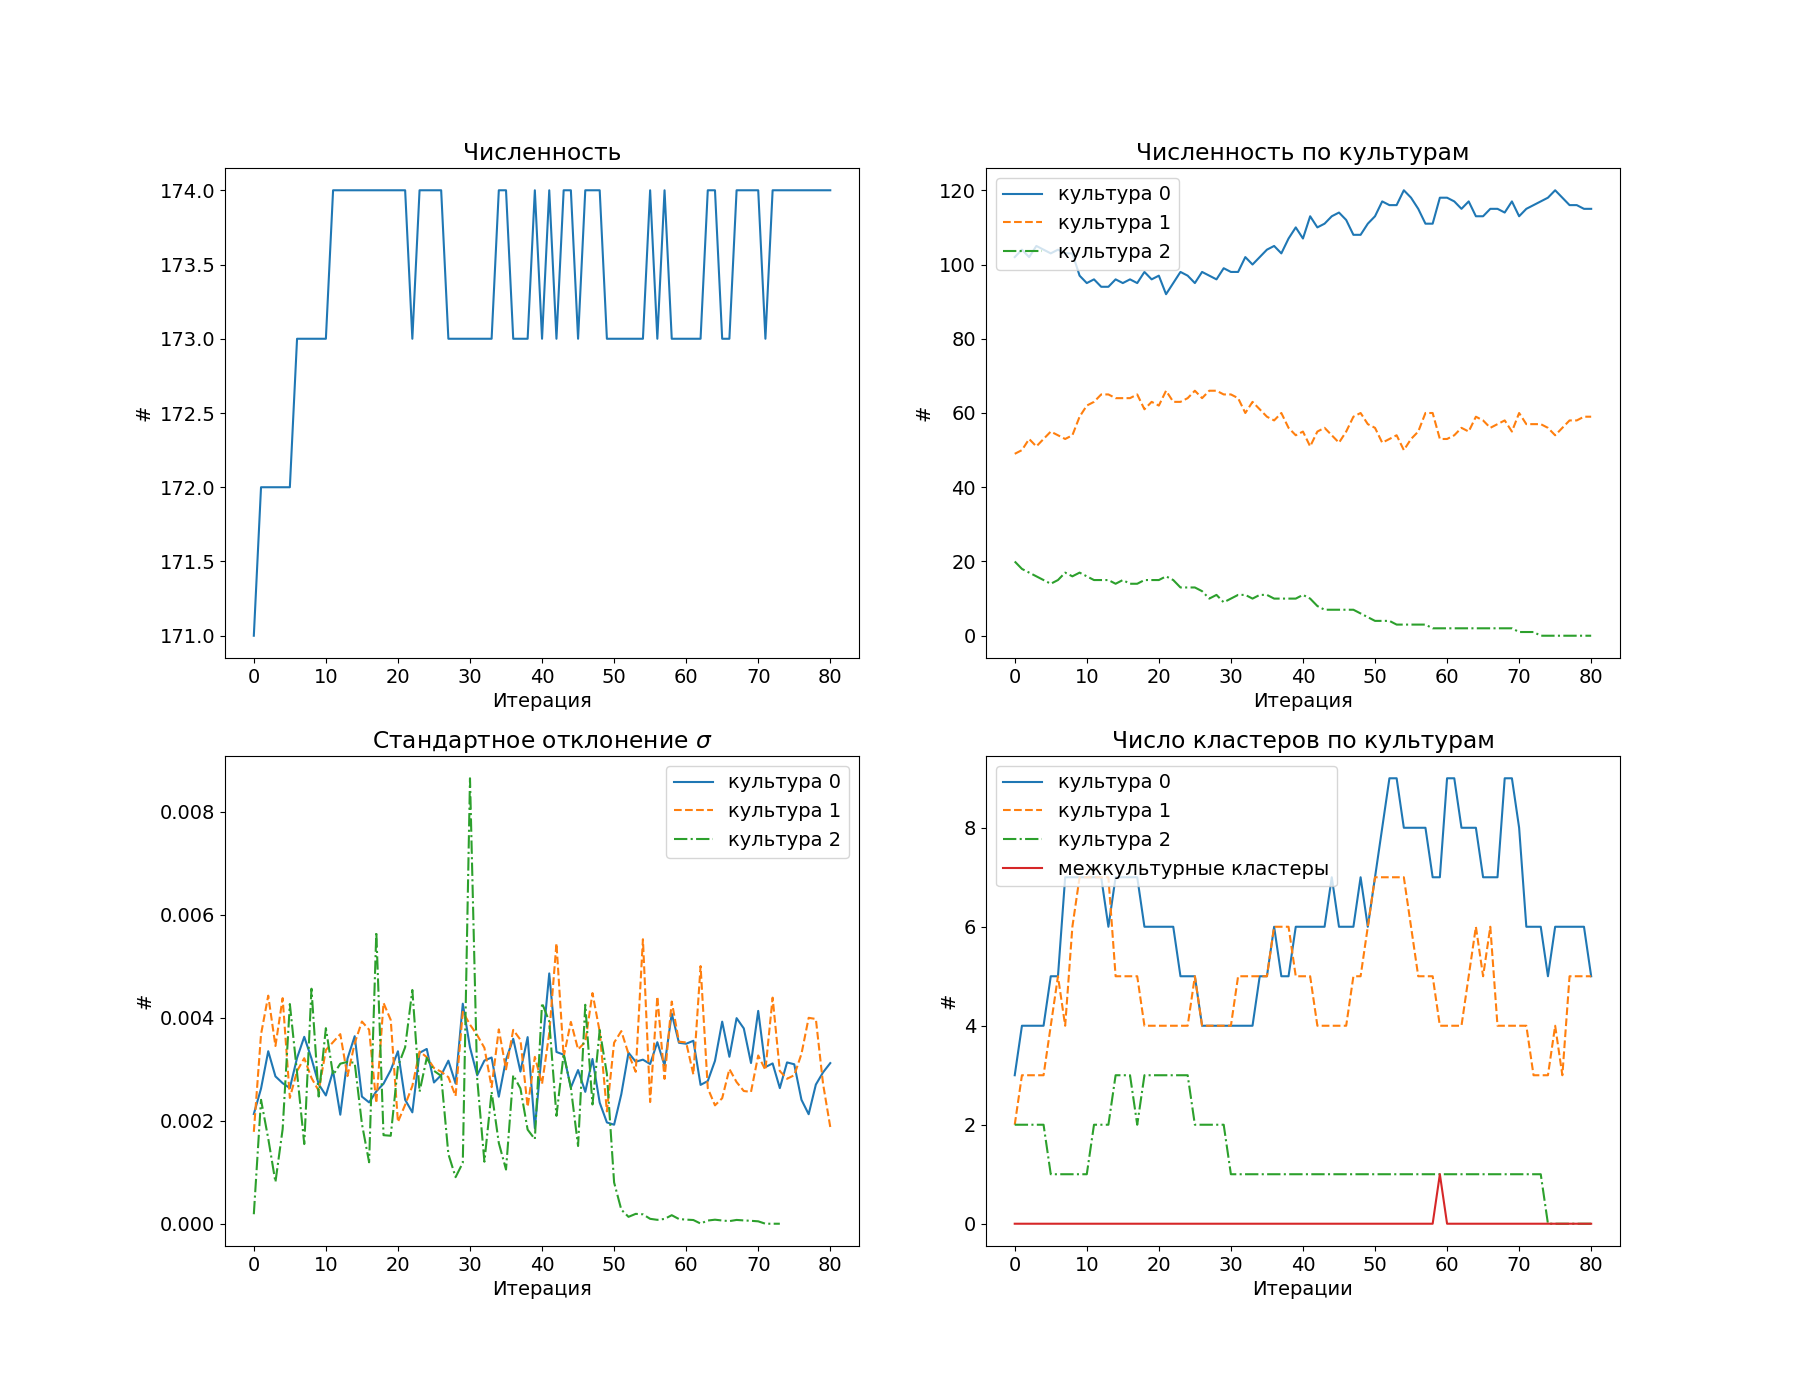 Численность
174.0
173.5
173.0
172.5
172.0
171.5
171.0
#
0 10 20 30 40 50 60 70 80
Итерация
Численность по культурам
культура 0
культура 1
культура 2
120
100
80
60
40
20
0
#
0 10 20 30 40 50 60 70 80
Итерация
Стандартное отклонение σ
культура 0
культура 1
культура 2
0.008
0.006
0.004
0.002
0.000
#
0 10 20 30 40 50 60 70 80
Итерация
Число кластеров по культурам
культура 0
культура 1
культура 2
межкультурные кластеры
8
6
4
2
0
#
0 10 20 30 40 50 60 70 80
Итерации